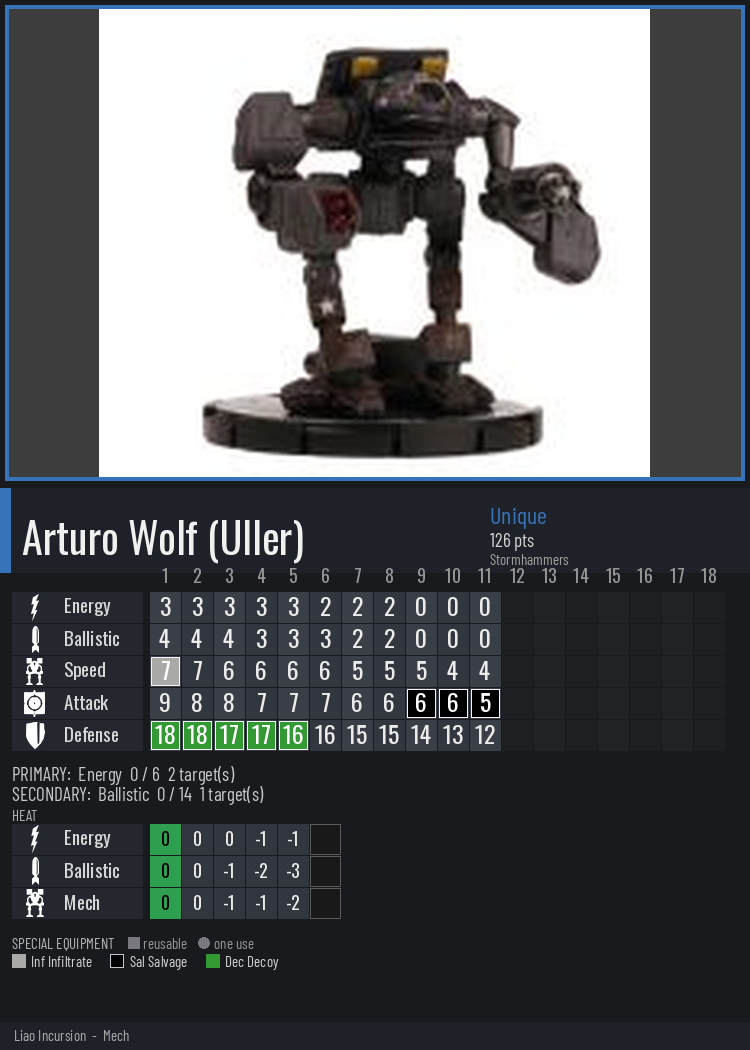 Arturo Wolf (Uller)
Unique
126 pts
Stormhammers
1 2 3 4 5 6 7 8 9 10 11 12 13 14 15 16 17 18
Energy 3 3 3 3 3 2 2 2 0 0 0
Ballistic 4 4 4 3 3 3 2 2 0 0 0
Speed 7 7 6 6 6 6 5 5 5 4 4
Attack 9 8 8 7 7 7 6 6 6 6 5
Defense 18 18 17 17 16 16 15 15 14 13 12
PRIMARY: Energy 0 / 6 2 target(s)
SECONDARY: Ballistic 0 / 14 1 target(s)
HEAT
Energy 0 0 0 -1 -1
Ballistic 0 0 -1 -2 -3
Mech 0 0 -1 -1 -2
SPECIAL EQUIPMENT reusable one use
Inf Infiltrate Sal Salvage Dec Decoy
Liao Incursion - Mech